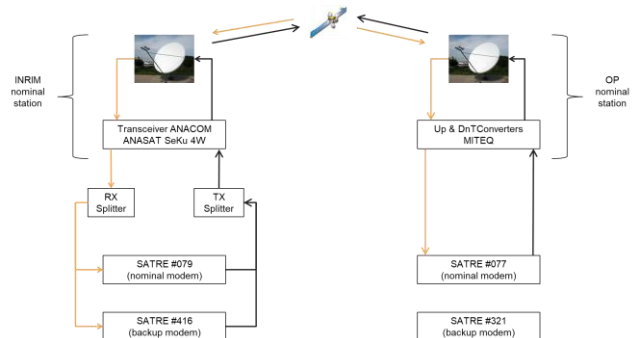 INRIM
nominal
station
OP
nominal
station
Transceiver ANACOM
ANASAT SeKu 4W
Up & DnTConverters
MITEQ
RX
Splitter
TX
Splitter
SATRE #079
(nominal modem)
SATRE #077
(nominal modem)
SATRE #416
(backup modem)
SATRE #321
(backup modem)